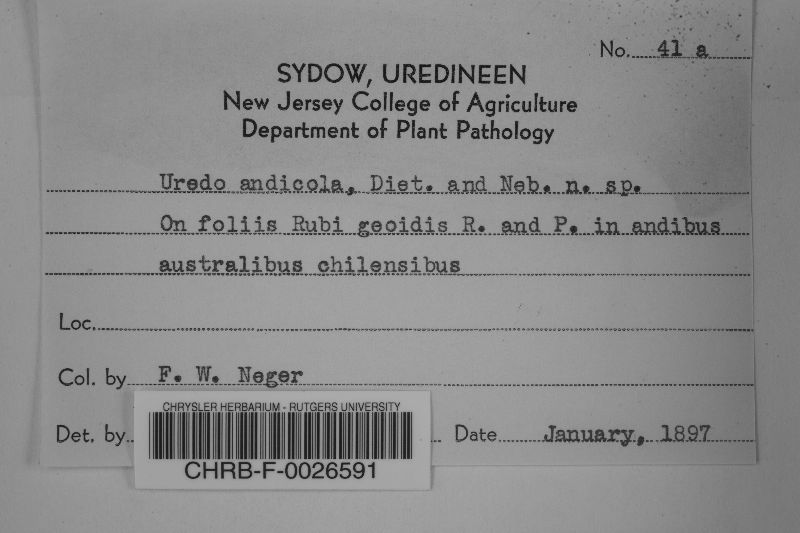 No. 41 a
SYDOW, UREDINEEN
New Jersey College of Agriculture
Department of Plant Pathology
Uredo andicola, Diet. and Neb. n. sp.
On foliis Rubi geoidis R. and P. in andibus
australibus chilensibus
Loc.
Col. by F. W. Neger
Det. by Date January, 1897
CHRYSLER HERBARIUM - RUTGERS UNIVERSITY
CHRB-F-0026591